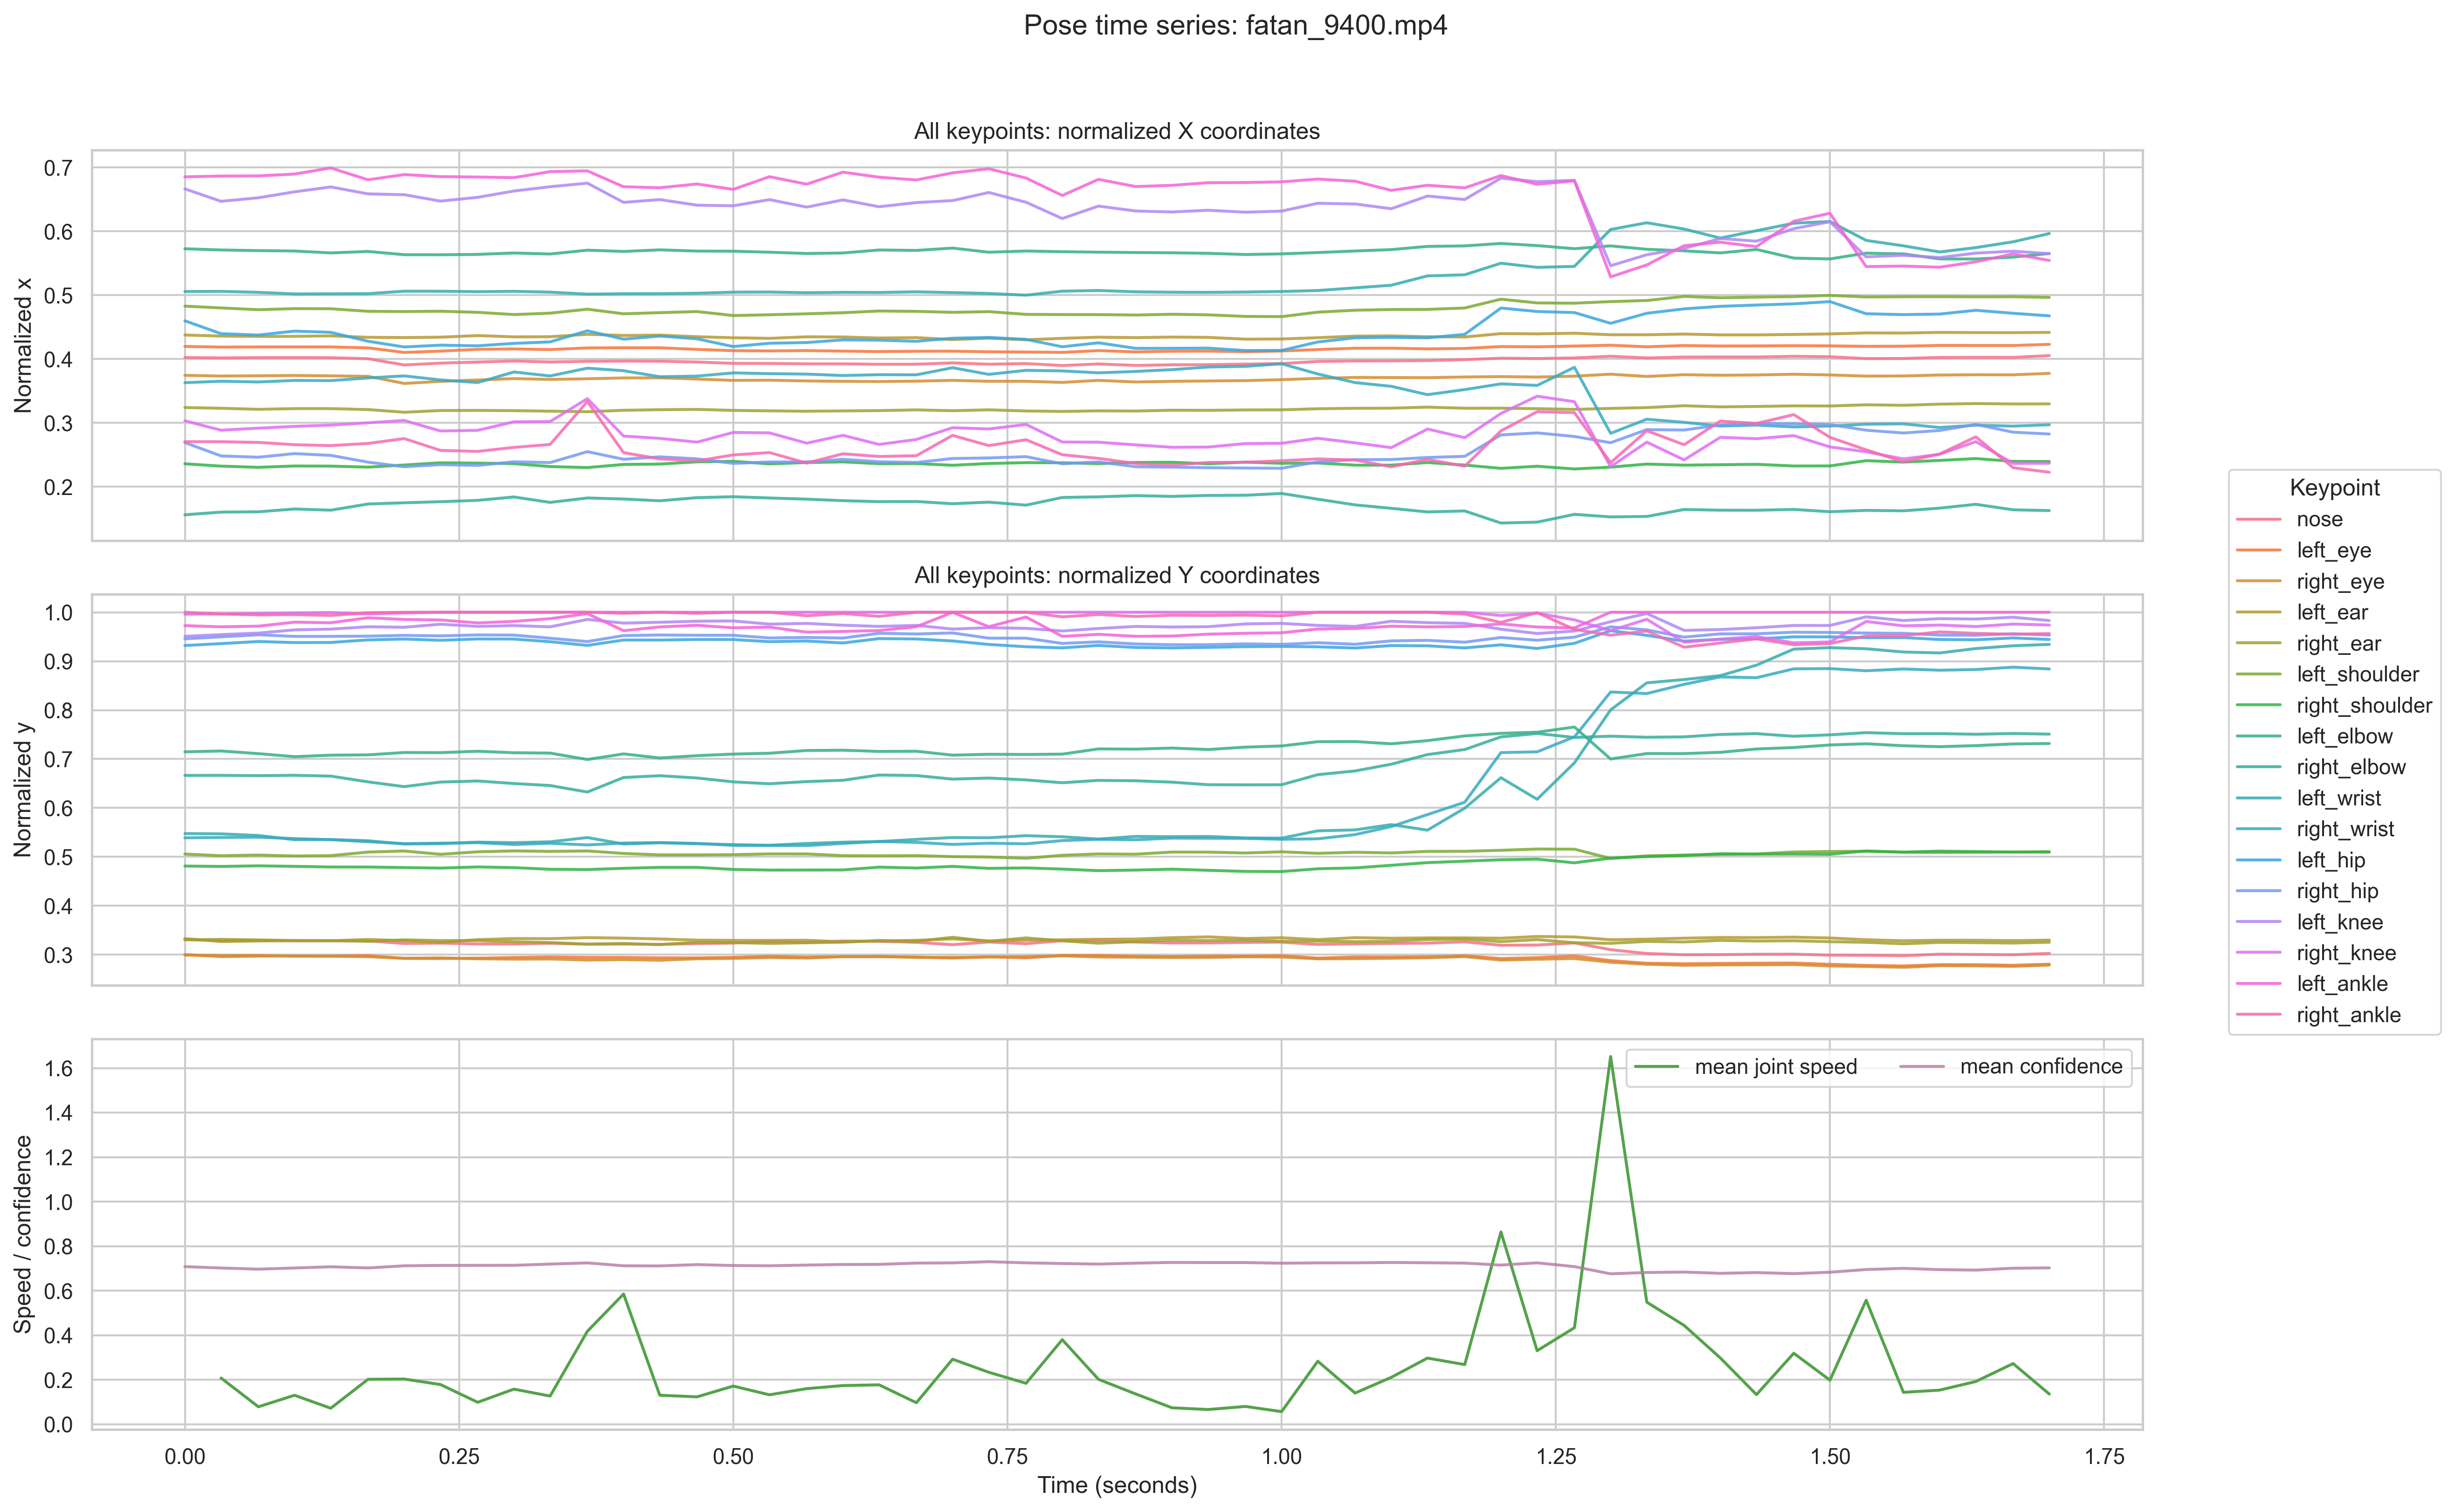 Pose time series: fatan_9400.mp4
All keypoints: normalized X coordinates
Normalized x
0.7
0.6
0.5
0.4
0.3
0.2
All keypoints: normalized Y coordinates
Normalized y
1.0
0.9
0.8
0.7
0.6
0.5
0.4
0.3
Keypoint
nose
left_eye
right_eye
left_ear
right_ear
left_shoulder
right_shoulder
left_elbow
right_elbow
left_wrist
right_wrist
left_hip
right_hip
left_knee
right_knee
left_ankle
right_ankle
Speed / confidence
1.6
1.4
1.2
1.0
0.8
0.6
0.4
0.2
0.0
mean joint speed mean confidence
0.00 0.25 0.50 0.75 1.00 1.25 1.50 1.75
Time (seconds)